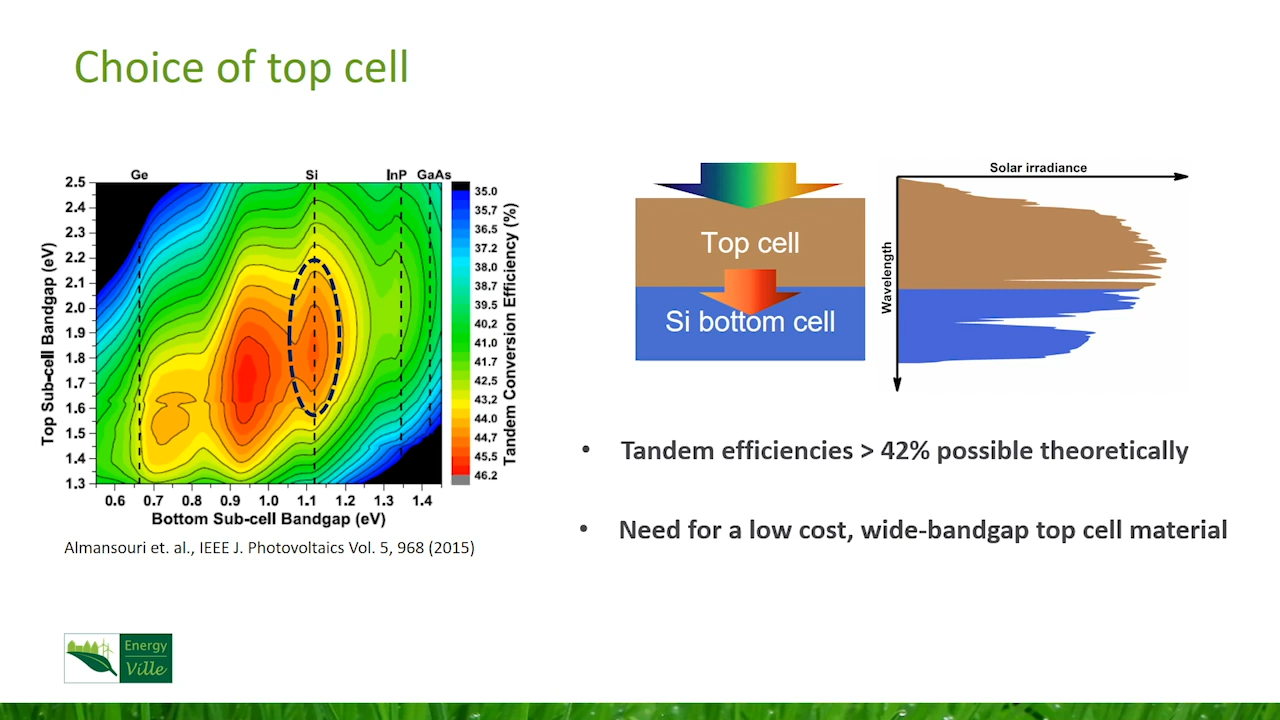 Choice of top cell
Ge Si InP GaAs
2.5
2.4
2.3
2.2
2.1
2.0
1.9
1.8
1.7
1.6
1.5
1.4
1.3
Top Sub-cell Bandgap (eV)
0.6 0.7 0.8 0.9 1.0 1.1 1.2 1.3 1.4
Bottom Sub-cell Bandgap (eV)
35.0
35.7
36.5
37.2
38.0
38.7
39.5
40.2
41.0
41.7
42.5
43.2
44.0
44.7
45.5
46.2
Tandem Conversion Efficiency (%)
Almansouri et. al., IEEE J. Photovoltaics Vol. 5, 968 (2015)
Top cell
Si bottom cell
Solar irradiance
Wavelength
• Tandem efficiencies > 42% possible theoretically
• Need for a low cost, wide-bandgap top cell material
Energy
Ville